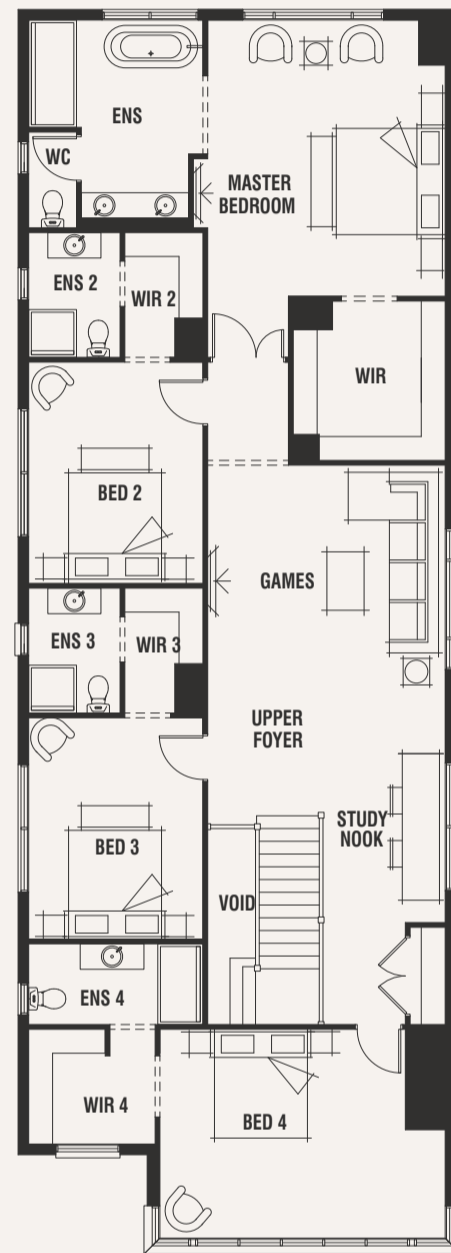 ENS
WC
MASTER
BEDROOM
ENS 2
WIR 2
WIR
BED 2
GAMES
ENS 3
WIR 3
UPPER
FOYER
STUDY
NOOK
BED 3
VOID
ENS 4
WIR 4
BED 4